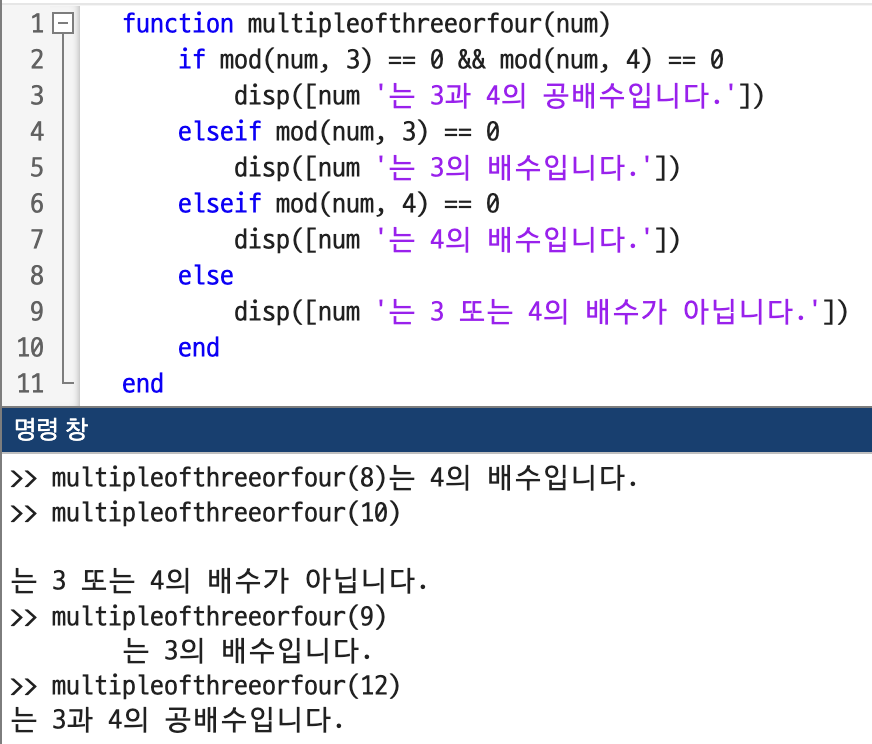 1 function multipleofthreeorfour(num)
2 if mod(num, 3) == 0 && mod(num, 4) == 0
3 disp([num '는 3과 4의 공배수입니다.'])
4 elseif mod(num, 3) == 0
5 disp([num '는 3의 배수입니다.'])
6 elseif mod(num, 4) == 0
7 disp([num '는 4의 배수입니다.'])
8 else
9 disp([num '는 3 또는 4의 배수가 아닙니다.'])
10 end
11 end
명령 창
>> multipleofthreeorfour(8)는 4의 배수입니다.
>> multipleofthreeorfour(10)
는 3 또는 4의 배수가 아닙니다.
>> multipleofthreeorfour(9)
는 3의 배수입니다.
>> multipleofthreeorfour(12)
는 3과 4의 공배수입니다.